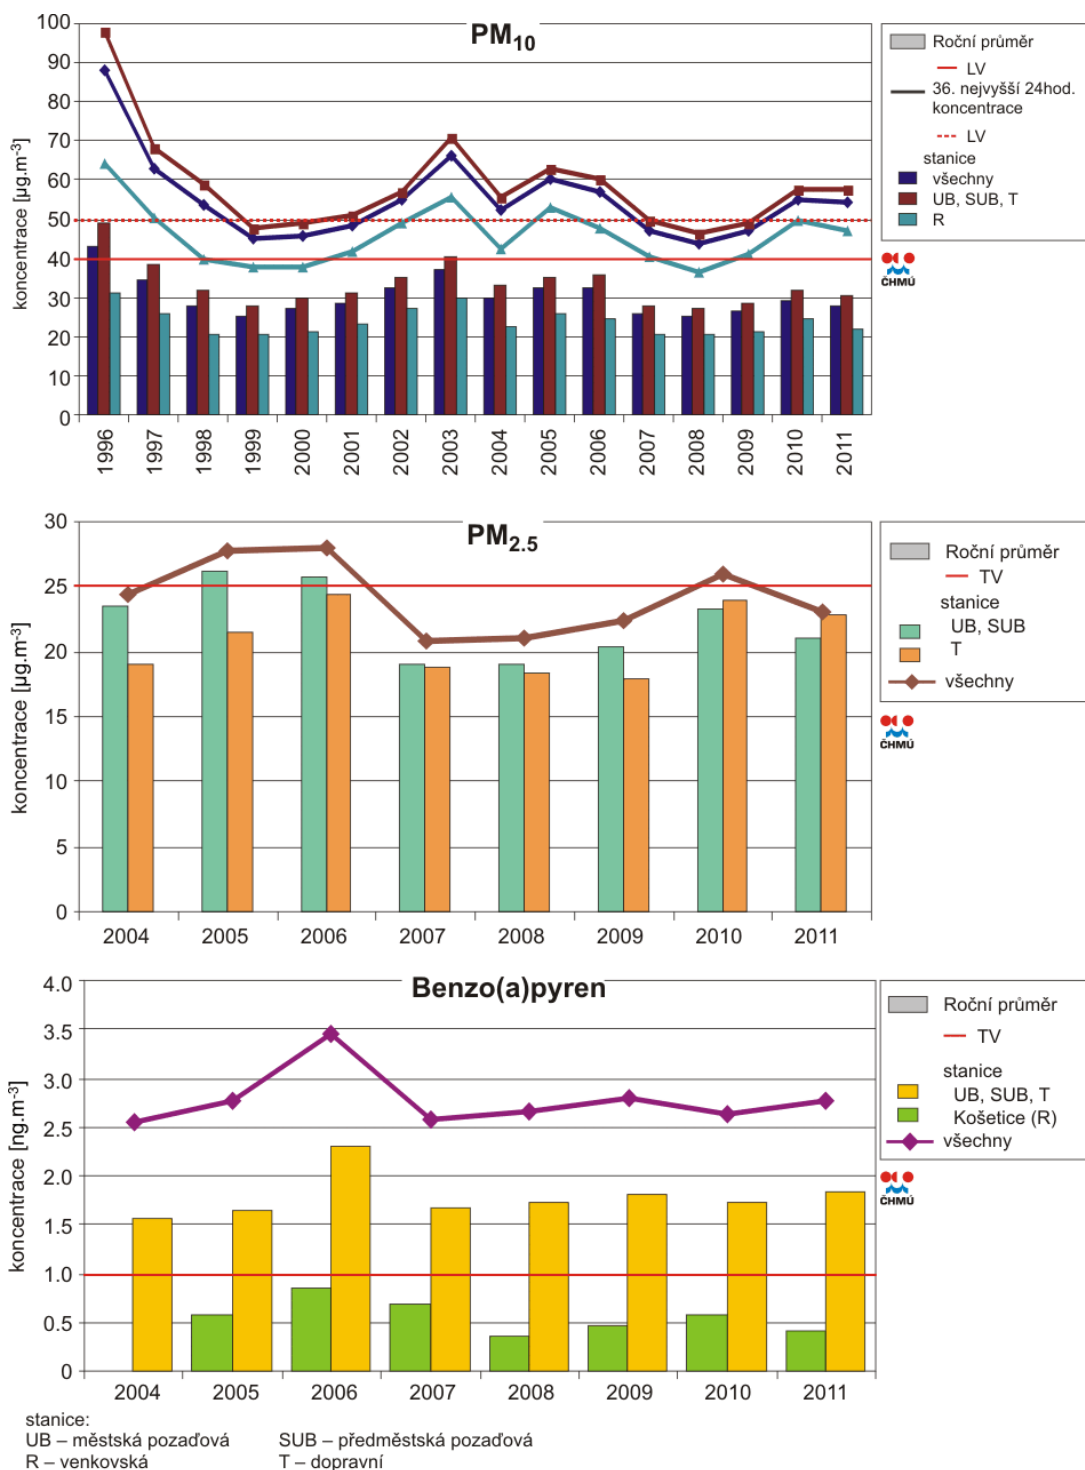 PM10
koncentrace [µg.m-3]
100
90
80
70
60
50
40
30
20
10
0
1996 1997 1998 1999 2000 2001 2002 2003 2004 2005 2006 2007 2008 2009 2010 2011
Roční průměr
LV
36. nejvyšší 24hod.
koncentrace
LV
stanice
všechny
UB, SUB, T
R
ČHMÚ
PM2.5
koncentrace [µg.m-3]
30
25
20
15
10
5
0
2004 2005 2006 2007 2008 2009 2010 2011
Roční průměr
TV
stanice
UB, SUB
T
všechny
ČHMÚ
Benzo(a)pyren
koncentrace [ng.m-3]
4.0
3.5
3.0
2.5
2.0
1.5
1.0
0.5
0
2004 2005 2006 2007 2008 2009 2010 2011
Roční průměr
TV
stanice
UB, SUB, T
Košetice (R)
všechny
ČHMÚ
stanice:
UB – městská pozaďová SUB – předměstská pozaďová
R – venkovská T – dopravní